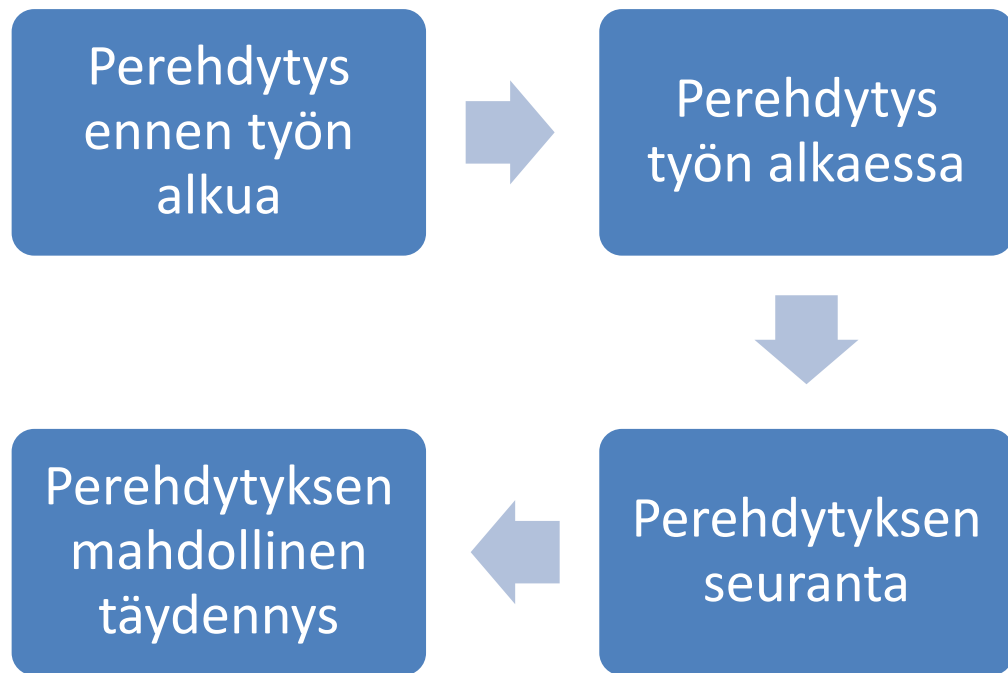 Perehdytys
ennen työn
alkua
Perehdytys
työn alkaessa
Perehdytyksen
seuranta
Perehdytyksen
mahdollinen
täydennys